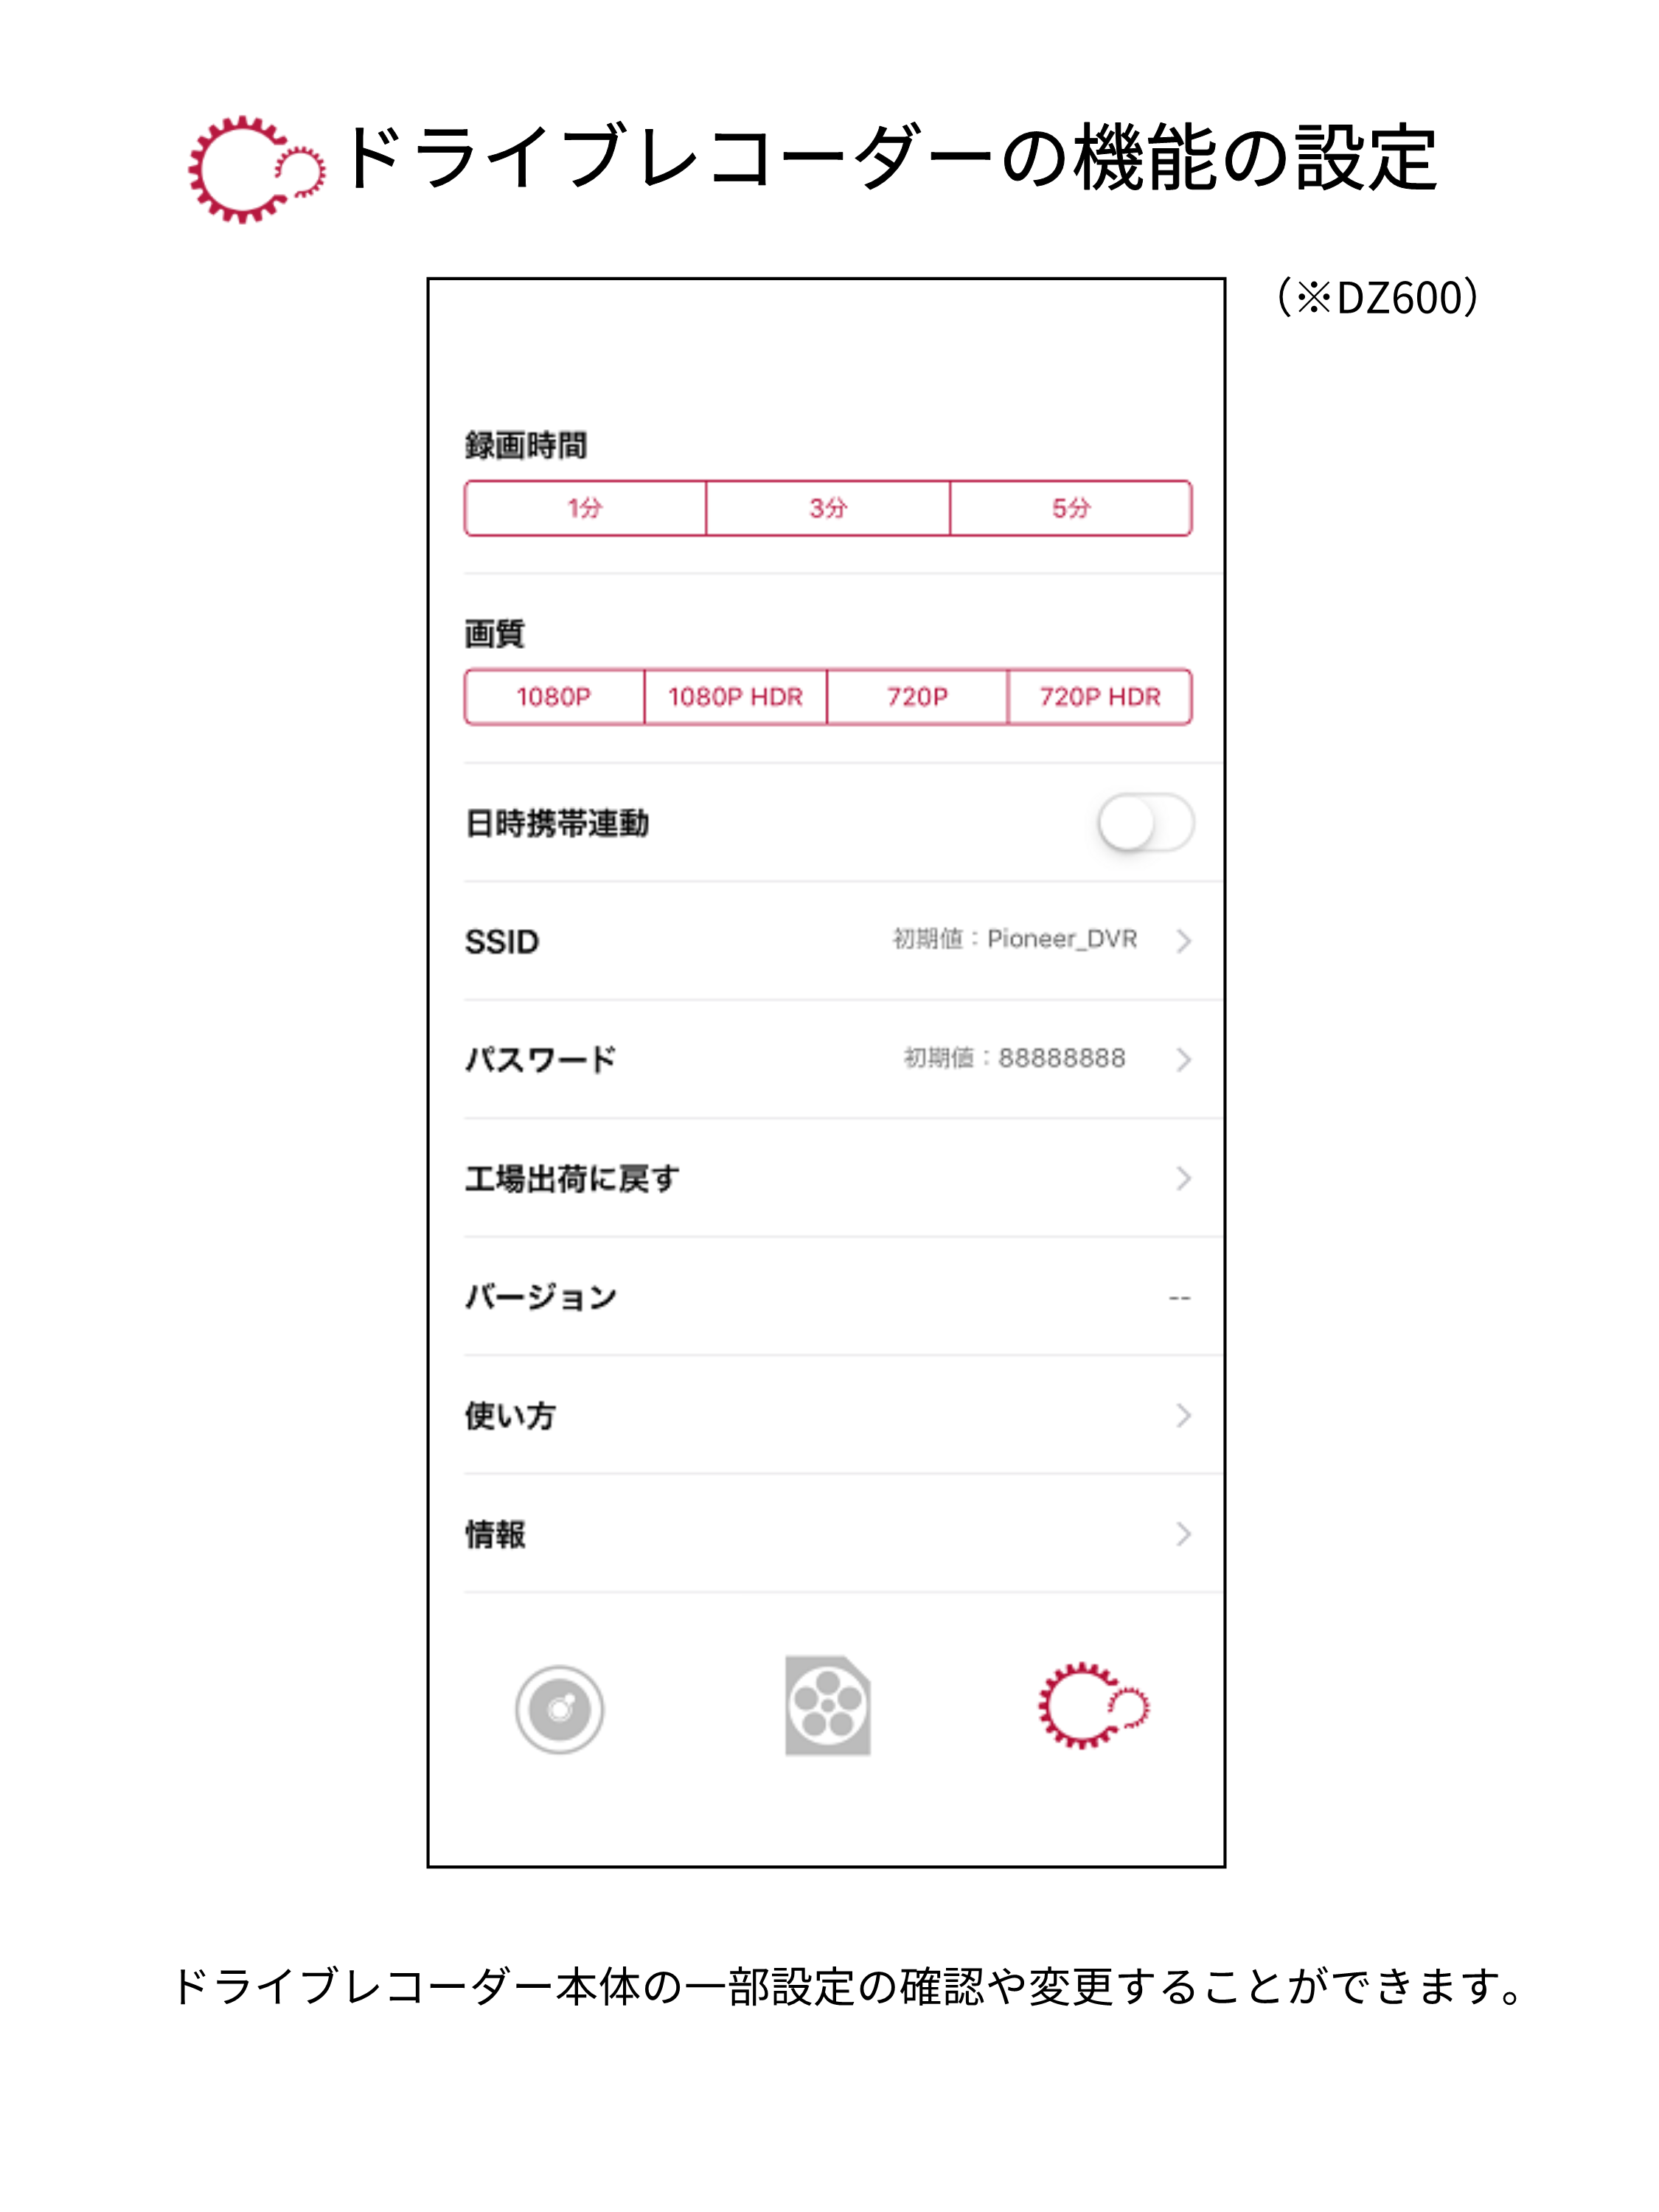 ドライブレコーダーの機能の設定
（※DZ600）
録画時間
1分 3分 5分
画質
1080P 1080P HDR 720P 720P HDR
日時携帯連動
SSID 初期値：Pioneer_DVR
パスワード 初期値：88888888
工場出荷に戻す
バージョン --
使い方
情報
ドライブレコーダー本体の一部設定の確認や変更することができます。